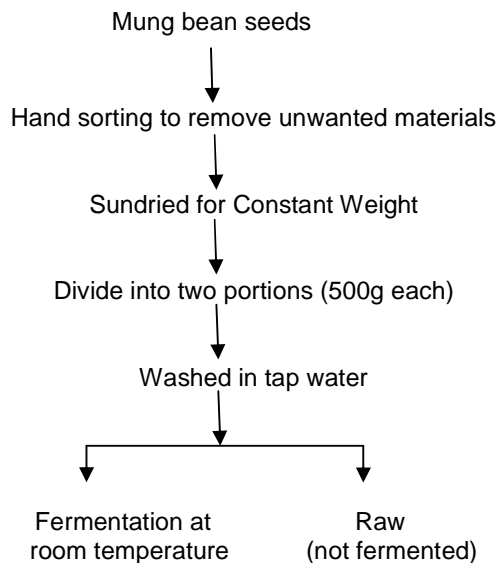 Mung bean seeds
Hand sorting to remove unwanted materials
Sundried for Constant Weight
Divide into two portions (500g each)
Washed in tap water
Fermentation at
room temperature
Raw
(not fermented)